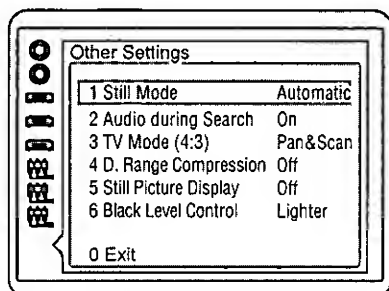 Other Settings
1 Still Mode Automatic
2 Audio during Search On
3 TV Mode (4:3) Pan&Scan
4 D. Range Compression Off
5 Still Picture Display Off
6 Black Level Control Lighter
0 Exit